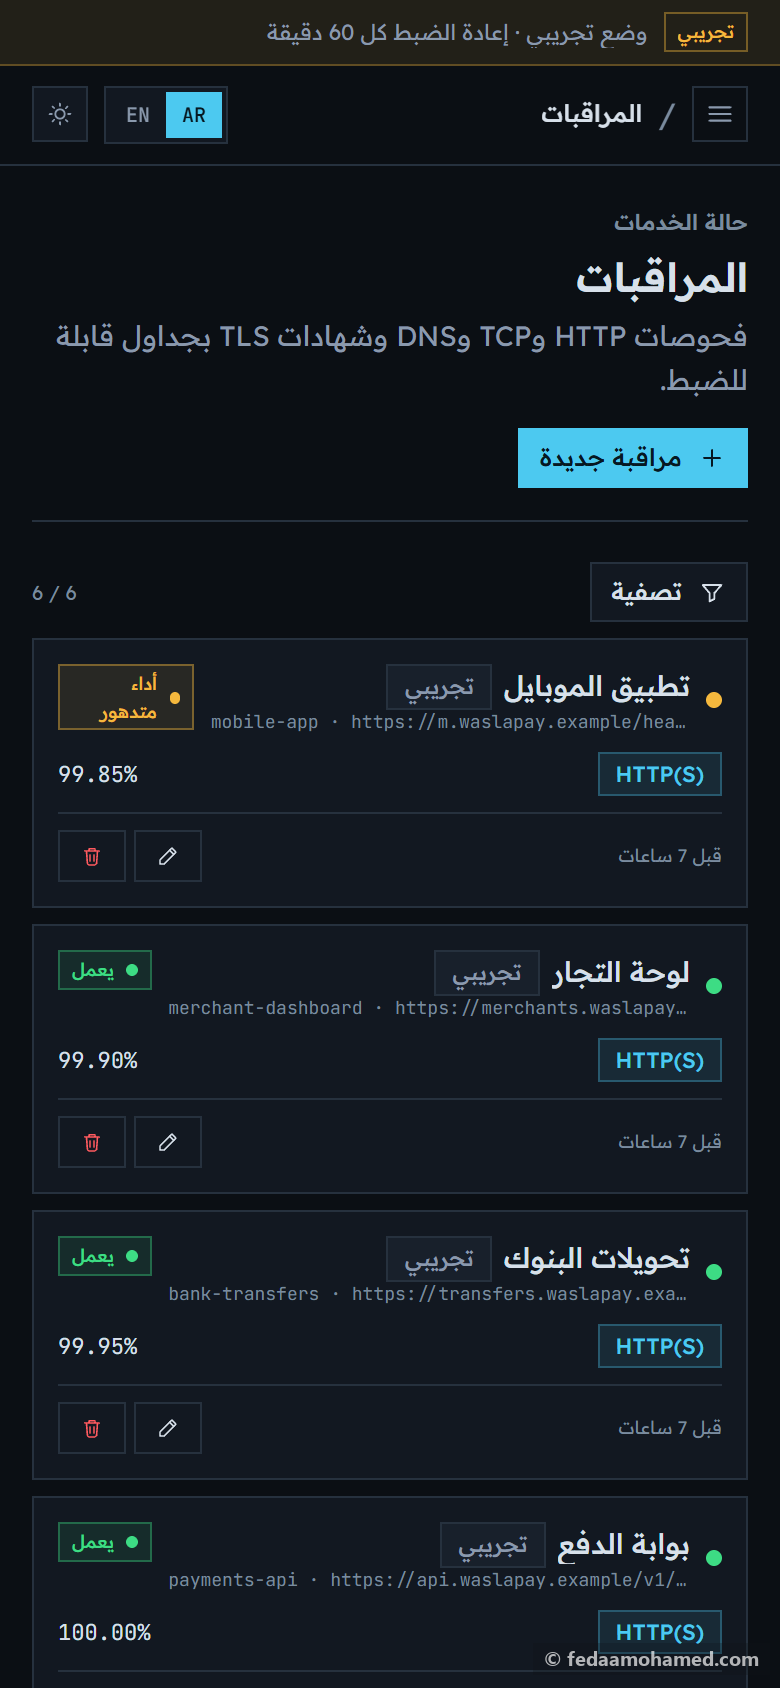 تجريبي وضع تجريبي · إعادة الضبط كل 60 دقيقة
/ المراقبات AR EN
حالة الخدمات
المراقبات
فحوصات HTTP وTCP وDNS وشهادات TLS بجداول قابلة
للضبط.
مراقبة جديدة
تصفية 6 / 6
تطبيق الموبايل تجريبي أداء
متدهور
mobile-app · https://m.waslapay.example/hea…
HTTP(S) 99.85%
قبل 7 ساعات
لوحة التجار تجريبي يعمل
merchant-dashboard · https://merchants.waslapay…
HTTP(S) 99.90%
قبل 7 ساعات
تحويلات البنوك تجريبي يعمل
bank-transfers · https://transfers.waslapay.exa…
HTTP(S) 99.95%
قبل 7 ساعات
بوابة الدفع تجريبي يعمل
payments-api · https://api.waslapay.example/v1/…
HTTP(S) 100.00%
© fedaamohamed.com